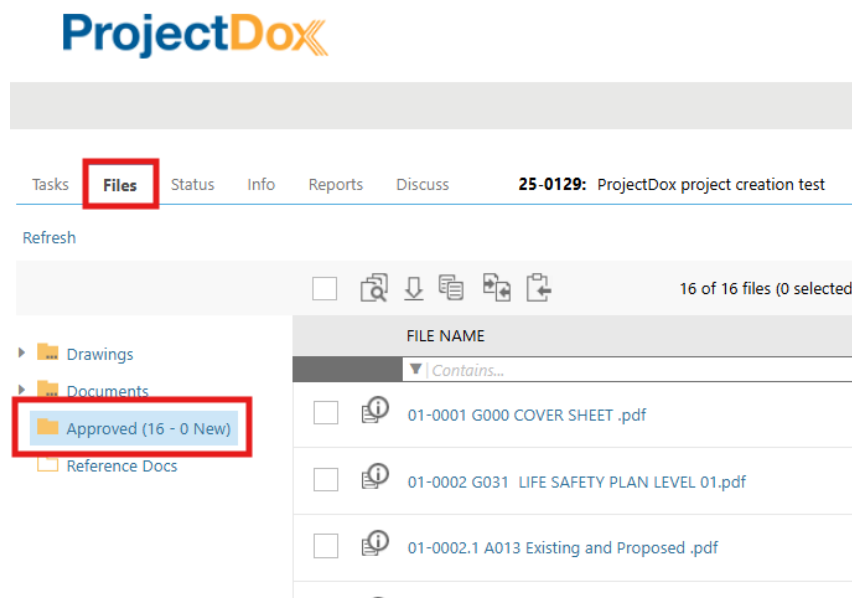 ProjectDox
Tasks Files Status Info Reports Discuss 25-0129: ProjectDox project creation test
Refresh
16 of 16 files (0 selected
FILE NAME
Contains...
Drawings
Documents
Approved (16 - 0 New)
Reference Docs
01-0001 G000 COVER SHEET .pdf
01-0002 G031  LIFE SAFETY PLAN LEVEL 01.pdf
01-0002.1 A013 Existing and Proposed .pdf